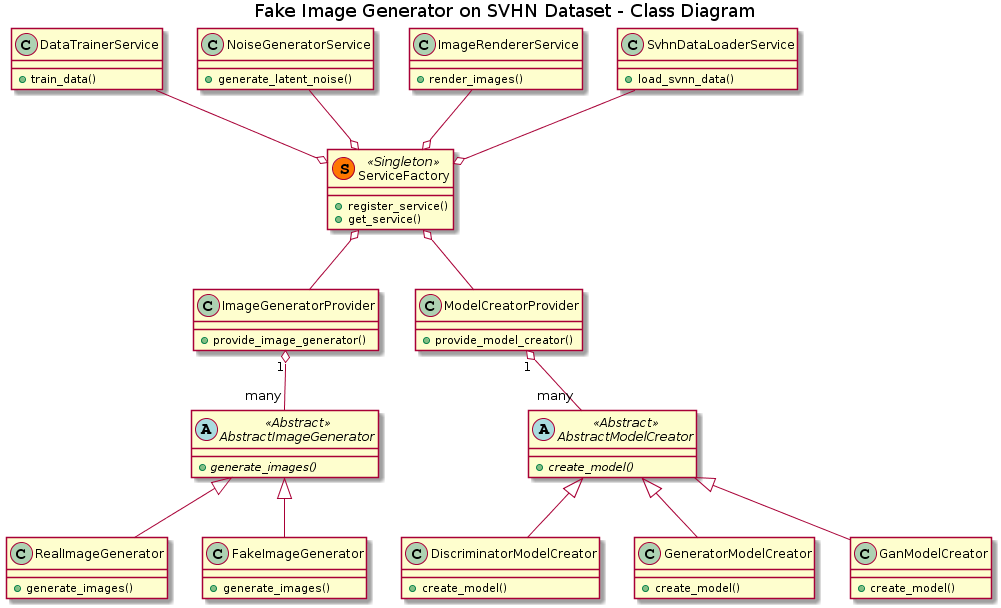 Fake Image Generator on SVHN Dataset - Class Diagram
C DataTrainerService
train_data()
C NoiseGeneratorService
generate_latent_noise()
C ImageRendererService
render_images()
C SvhnDataLoaderService
load_svnn_data()
S «Singleton»
ServiceFactory
register_service()
get_service()
C ImageGeneratorProvider
provide_image_generator()
C ModelCreatorProvider
provide_model_creator()
1
many
1
many
A «Abstract»
AbstractImageGenerator
generate_images()
A «Abstract»
AbstractModelCreator
create_model()
C RealImageGenerator
generate_images()
C FakeImageGenerator
generate_images()
C DiscriminatorModelCreator
create_model()
C GeneratorModelCreator
create_model()
C GanModelCreator
create_model()